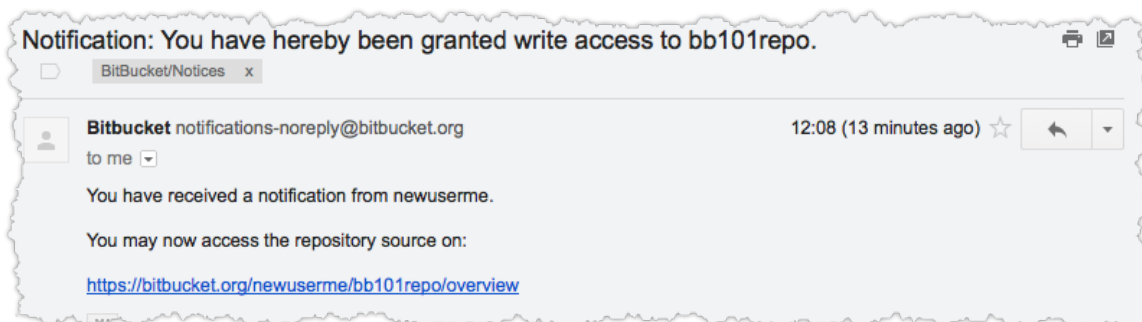 Notification: You have hereby been granted write access to bb101repo.
BitBucket/Notices x
Bitbucket notifications-noreply@bitbucket.org 12:08 (13 minutes ago)
to me
You have received a notification from newuserme.
You may now access the repository source on:
https://bitbucket.org/newuserme/bb101repo/overview